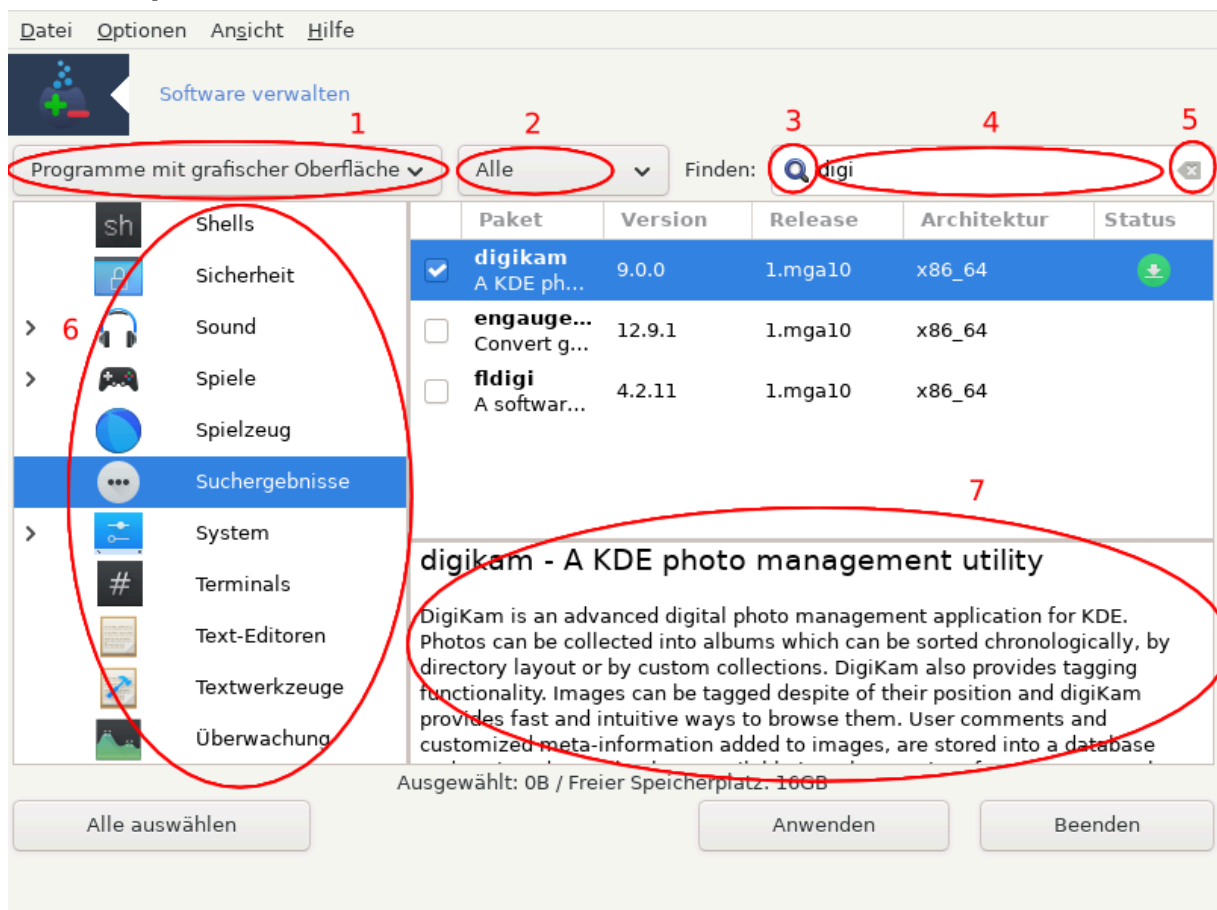 Datei Optionen Ansicht Hilfe
Software verwalten
1 2 3 4 5
Programme mit grafischer Oberfläche Alle Finden: digi
Paket Version Release Architektur Status
sh Shells
Sicherheit
6 Sound
Spiele
Spielzeug
Suchergebnisse
System
# Terminals
Text-Editoren
Textwerkzeuge
Überwachung
digikam 9.0.0 1.mga10 x86_64
A KDE ph...
engauge... 12.9.1 1.mga10 x86_64
Convert g...
fldigi 4.2.11 1.mga10 x86_64
A softwar...
7
digikam - A KDE photo management utility
DigiKam is an advanced digital photo management application for KDE.
Photos can be collected into albums which can be sorted chronologically, by
directory layout or by custom collections. DigiKam also provides tagging
functionality. Images can be tagged despite of their position and digiKam
provides fast and intuitive ways to browse them. User comments and
customized meta-information added to images, are stored into a database
Ausgewählt: 0B / Freier Speicherplatz: 16GB
Alle auswählen Anwenden Beenden